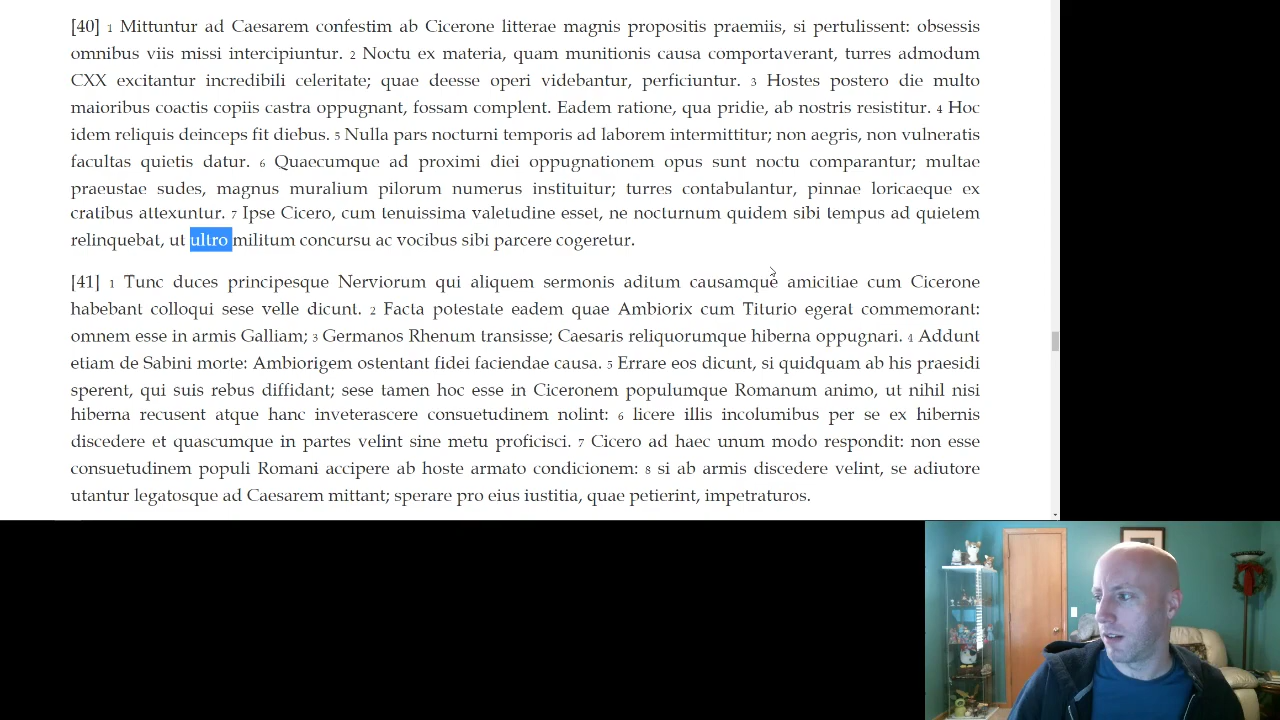 [40] 1 Mittuntur ad Caesarem confestim ab Cicerone litterae magnis propositis praemiis, si pertulissent: obsessis
omnibus viis missi intercipiuntur. 2 Noctu ex materia, quam munitionis causa comportaverant, turres admodum
CXX excitantur incredibili celeritate; quae deesse operi videbantur, perficiuntur. 3 Hostes postero die multo
maioribus coactis copiis castra oppugnant, fossam complent. Eadem ratione, qua pridie, ab nostris resistitur. 4 Hoc
idem reliquis deinceps fit diebus. 5 Nulla pars nocturni temporis ad laborem intermittitur; non aegris, non vulneratis
facultas quietis datur. 6 Quaecumque ad proximi diei oppugnationem opus sunt noctu comparantur; multae
praeustae sudes, magnus muralium pilorum numerus instituitur; turres contabulantur, pinnae loricaeque ex
cratibus attexuntur. 7 Ipse Cicero, cum tenuissima valetudine esset, ne nocturnum quidem sibi tempus ad quietem
relinquebat, ut ultro militum concursu ac vocibus sibi parcere cogeretur.
[41] 1 Tunc duces principesque Nerviorum qui aliquem sermonis aditum causamque amicitiae cum Cicerone
habebant colloqui sese velle dicunt. 2 Facta potestate eadem quae Ambiorix cum Titurio egerat commemorant:
omnem esse in armis Galliam; 3 Germanos Rhenum transisse; Caesaris reliquorumque hiberna oppugnari. 4 Addunt
etiam de Sabini morte: Ambiorigem ostentant fidei faciendae causa. 5 Errare eos dicunt, si quidquam ab his praesidi
sperent, qui suis rebus diffidant; sese tamen hoc esse in Ciceronem populumque Romanum animo, ut nihil nisi
hiberna recusent atque hanc inveterascere consuetudinem nolint: 6 licere illis incolumibus per se ex hibernis
discedere et quascumque in partes velint sine metu proficisci. 7 Cicero ad haec unum modo respondit: non esse
consuetudinem populi Romani accipere ab hoste armato condicionem: 8 si ab armis discedere velint, se adiutore
utantur legatosque ad Caesarem mittant; sperare pro eius iustitia, quae petierint, impetraturos.